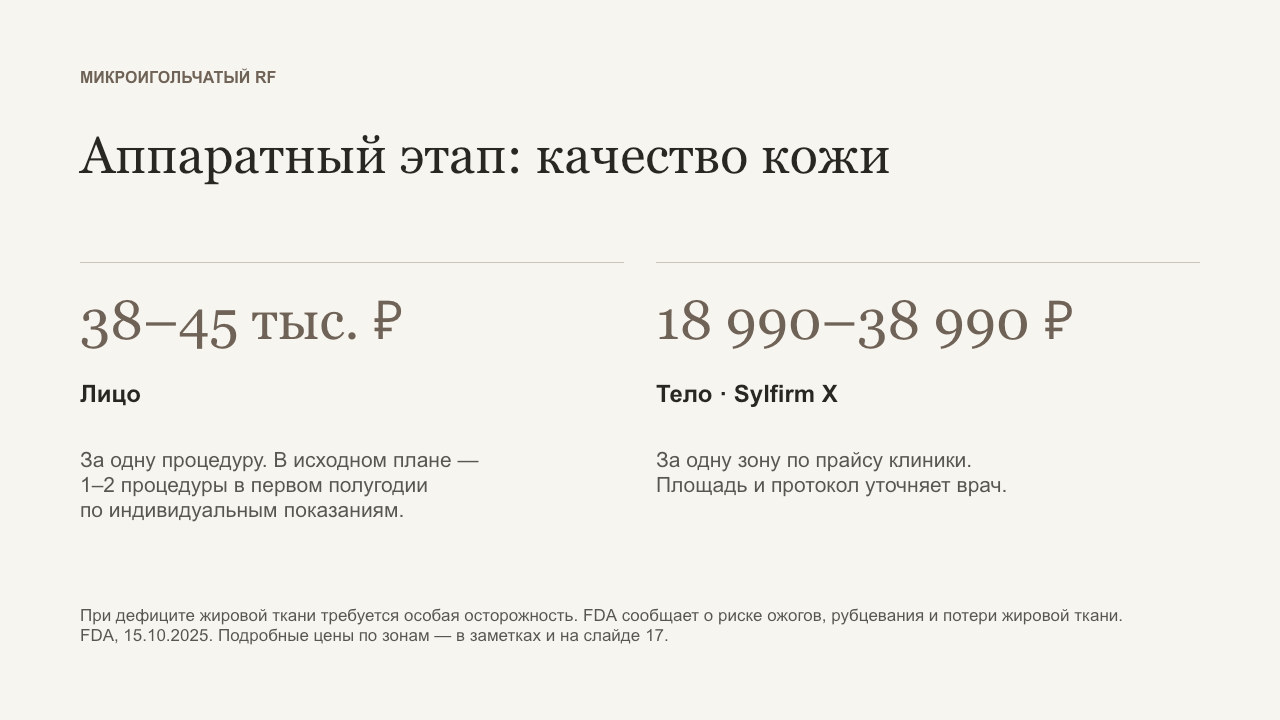 МИКРОИГОЛЬЧАТЫЙ RF
Аппаратный этап: качество кожи
38–45 тыс. ₽
Лицо
За одну процедуру. В исходном плане —
1–2 процедуры в первом полугодии
по индивидуальным показаниям.
18 990–38 990 ₽
Тело · Sylfirm X
За одну зону по прайсу клиники.
Площадь и протокол уточняет врач.
При дефиците жировой ткани требуется особая осторожность. FDA сообщает о риске ожогов, рубцевания и потери жировой ткани.
FDA, 15.10.2025. Подробные цены по зонам — в заметках и на слайде 17.